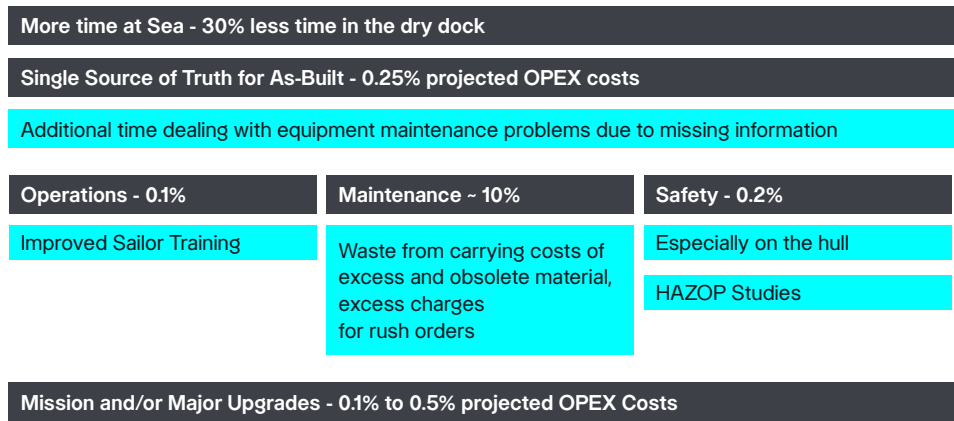 More time at Sea - 30% less time in the dry dock
Single Source of Truth for As-Built - 0.25% projected OPEX costs
Additional time dealing with equipment maintenance problems due to missing information
Operations - 0.1%
Improved Sailor Training
Maintenance ~ 10%
Waste from carrying costs of
excess and obsolete material,
excess charges
for rush orders
Safety - 0.2%
Especially on the hull
HAZOP Studies
Mission and/or Major Upgrades - 0.1% to 0.5% projected OPEX Costs